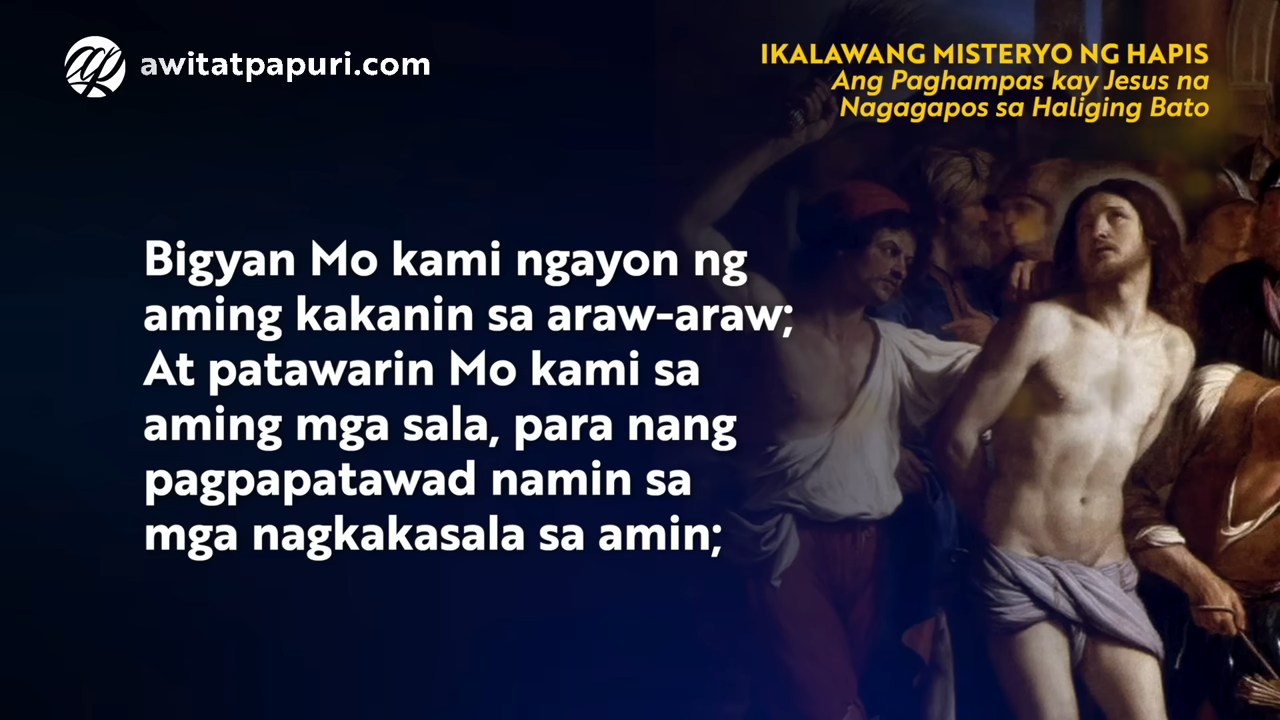 awitatpapuri.com
IKALAWANG MISTERYO NG HAPIS
Ang Paghampas kay Jesus na
Nagagapos sa Haliging Bato
Bigyan Mo kami ngayon ng
aming kakanin sa araw-araw;
At patawarin Mo kami sa
aming mga sala, para nang
pagpapatawad namin sa
mga nagkakasala sa amin;